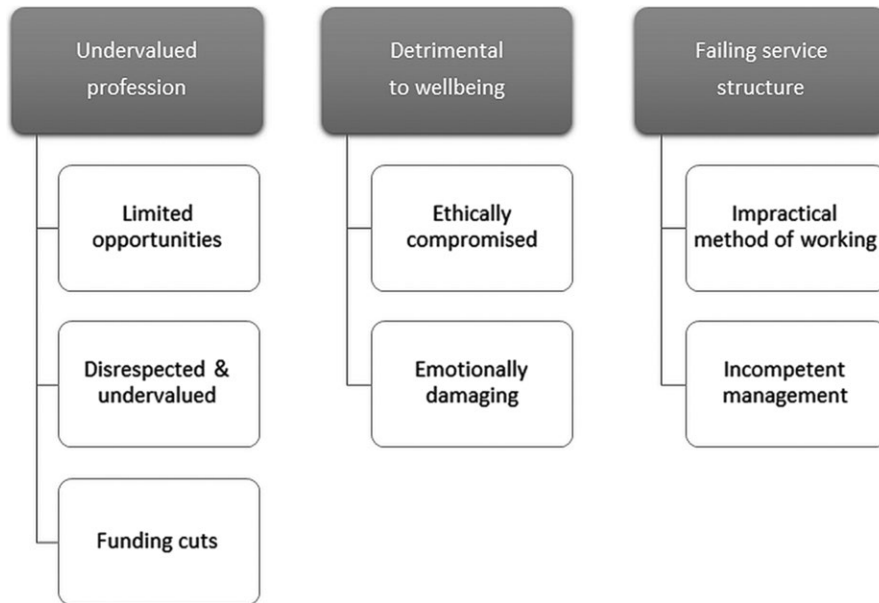 Undervalued
profession
Limited
opportunities
Disrespected &
undervalued
Funding cuts
Detrimental
to wellbeing
Ethically
compromised
Emotionally
damaging
Failing service
structure
Impractical
method of working
Incompetent
management